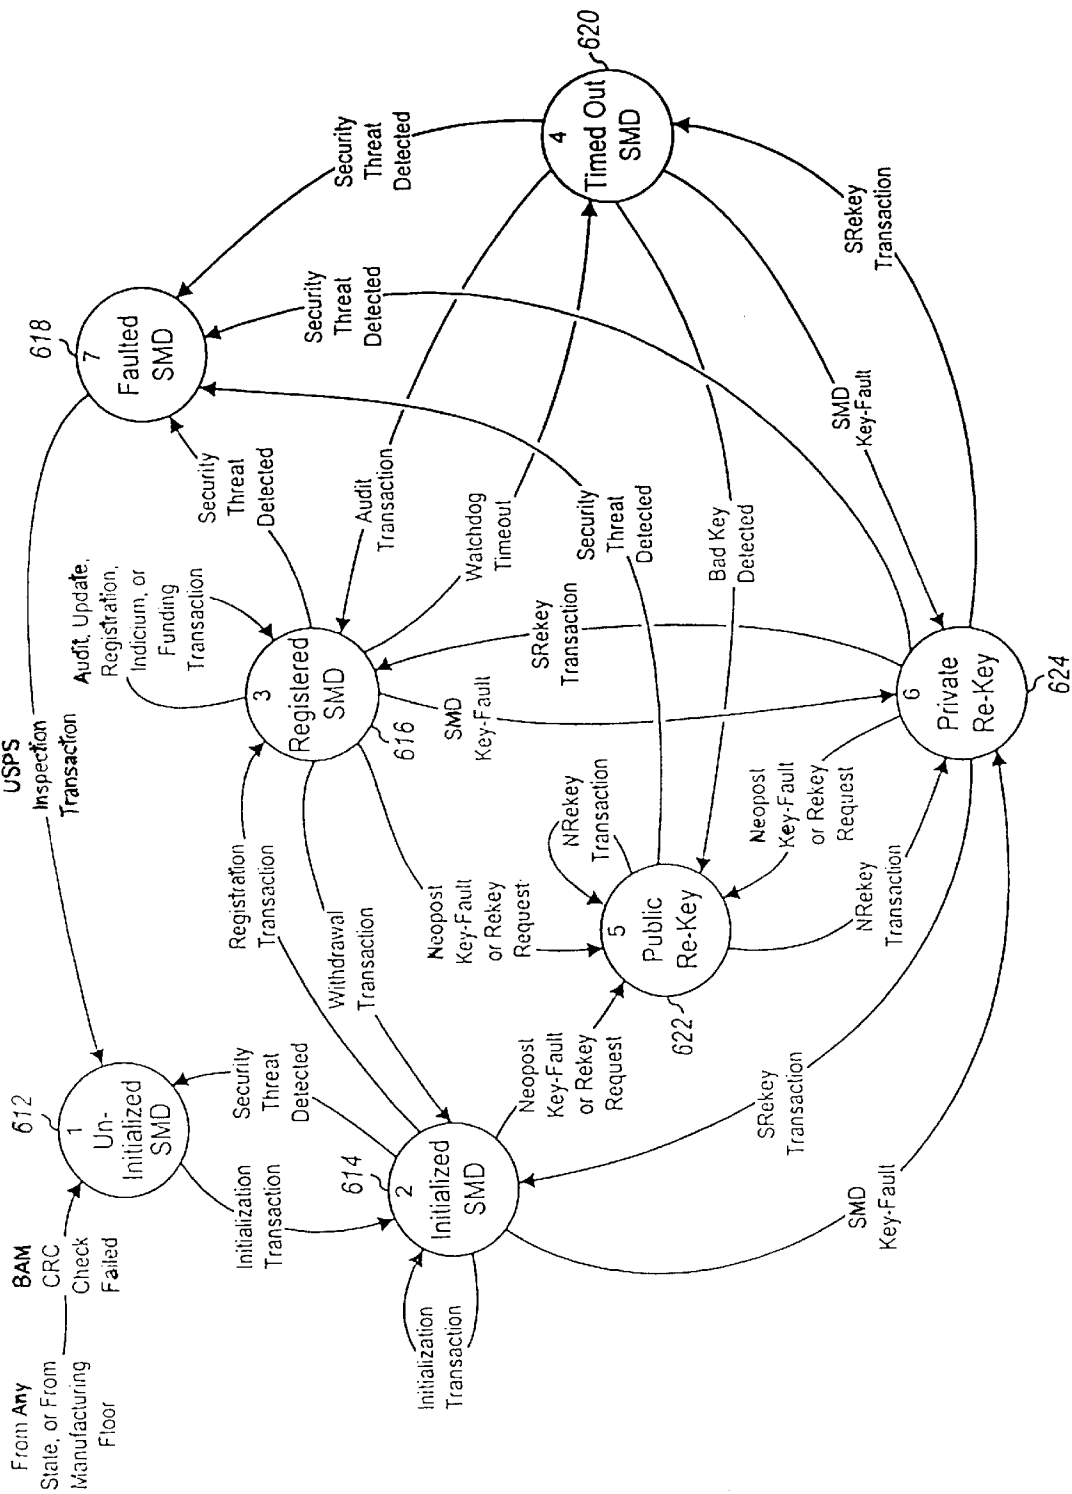 From Any
State, or From
Manufacturing
Floor
BAM
CRC
Check
Failed
612
1
Un-
Initialized
SMD
USPS
Inspection
Transaction
618
7
Faulted
SMD
Initialization
Transaction
Security
Threat
Detected
Registration
Transaction
Audit, Update,
Registration,
Indicium, or
Funding
Transaction
Security
Threat
Detected
Security
Threat
Detected
Security
Threat
Detected
614
2
Initialized
SMD
Initialization
Transaction
Withdrawal
Transaction
3
Registered
SMD
616
Audit
Transaction
Watchdog
Timeout
620
4
Timed Out
SMD
Neopost
Key-Fault
or Rekey
Request
Neopost
Key-Fault
or Rekey
Request
SMD
Key-Fault
SRekey
Transaction
Security
Threat
Detected
NRekey
Transaction
5
Public
Re-Key
622
Bad Key
Detected
Neopost
Key-Fault
or Rekey
Request
SMD
Key-Fault
SRekey
Transaction
SRekey
Transaction
NRekey
Transaction
SMD
Key-Fault
6
Private
Re-Key
624